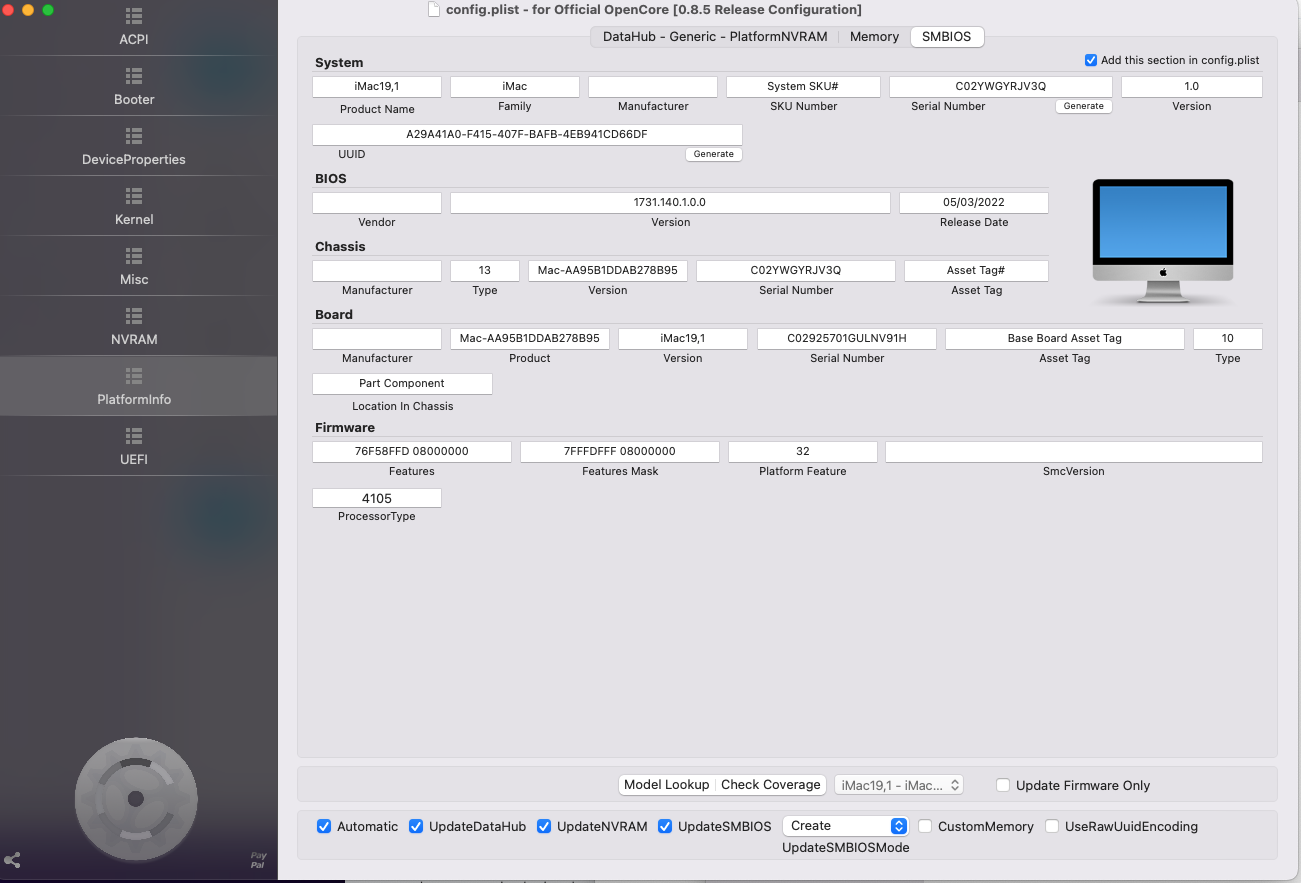 config.plist - for Official OpenCore [0.8.5 Release Configuration]
ACPI
Booter
DeviceProperties
Kernel
Misc
NVRAM
PlatformInfo
UEFI
Pay
Pal
DataHub - Generic - PlatformNVRAM
Memory
SMBIOS
System
Add this section in config.plist
iMac19,1
iMac
System SKU#
C02YWGYRJV3Q
1.0
Product Name
Family
Manufacturer
SKU Number
Serial Number
Generate
Version
A29A41A0-F415-407F-BAFB-4EB941CD66DF
UUID
Generate
BIOS
1731.140.1.0.0
05/03/2022
Vendor
Version
Release Date
Chassis
13
Mac-AA95B1DDAB278B95
C02YWGYRJV3Q
Asset Tag#
Manufacturer
Type
Version
Serial Number
Asset Tag
Board
Mac-AA95B1DDAB278B95
iMac19,1
C02925701GULNV91H
Base Board Asset Tag
10
Manufacturer
Product
Version
Serial Number
Asset Tag
Type
Part Component
Location In Chassis
Firmware
76F58FFD 08000000
7FFFDFFF 08000000
32
Features
Features Mask
Platform Feature
SmcVersion
4105
ProcessorType
Model Lookup
Check Coverage
iMac19,1 - iMac...
Update Firmware Only
Automatic
UpdateDataHub
UpdateNVRAM
UpdateSMBIOS
Create
CustomMemory
UseRawUuidEncoding
UpdateSMBIOSMode